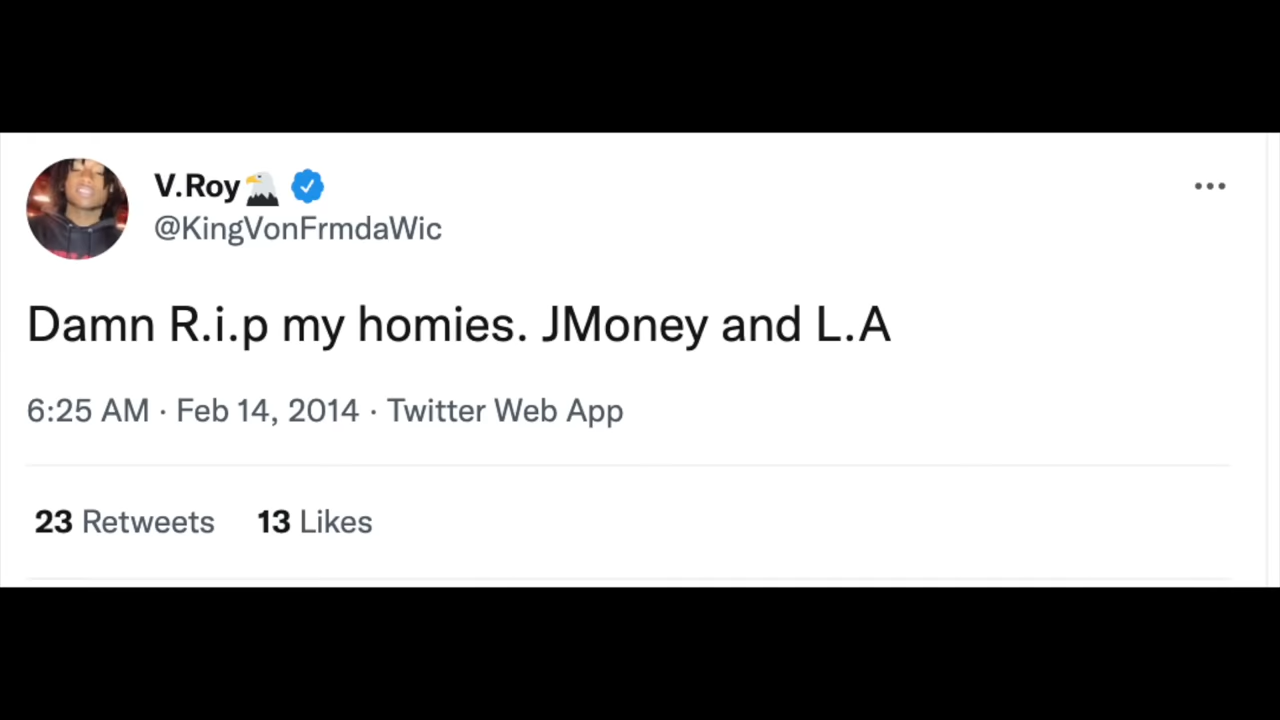 V.Roy🦅
@KingVonFrmdaWic
Damn R.i.p my homies. JMoney and L.A
6:25 AM · Feb 14, 2014 · Twitter Web App
23 Retweets 13 Likes